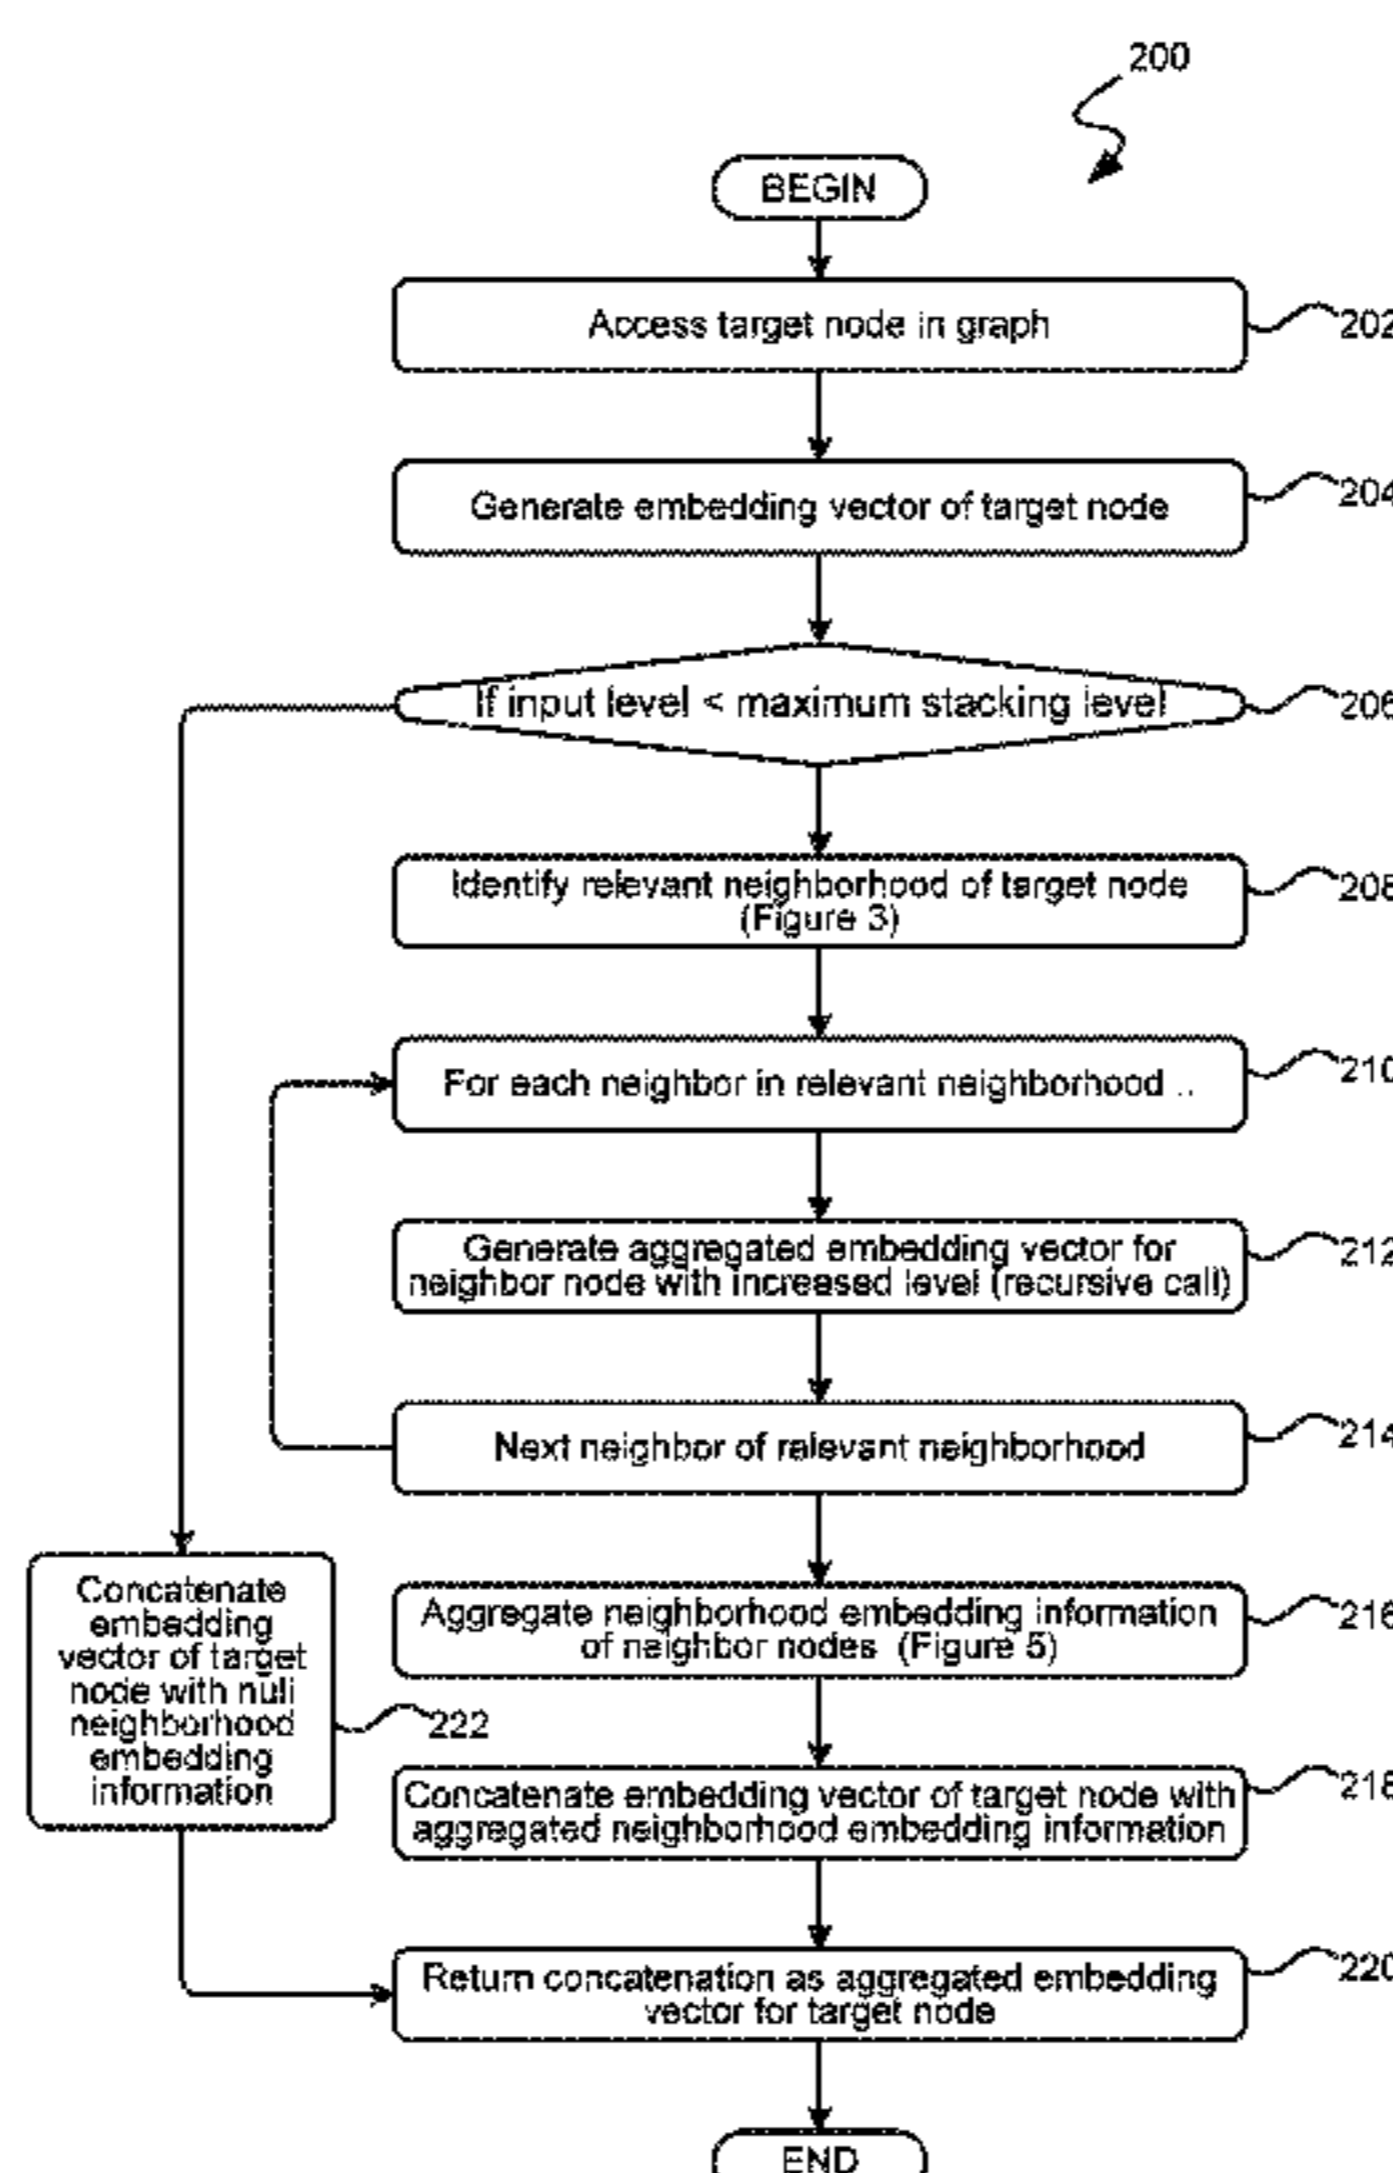 200
BEGIN
Access target node in graph
202
Generate embedding vector of target node
204
If input level < maximum stacking level
206
Identify relevant neighborhood of target node
(Figure 3)
208
For each neighbor in relevant neighborhood ..
210
Generate aggregated embedding vector for
neighbor node with increased level (recursive call)
212
Next neighbor of relevant neighborhood
214
Aggregate neighborhood embedding information
of neighbor nodes (Figure 5)
216
Concatenate
embedding
vector of target
node with null
neighborhood
embedding
information
222
Concatenate embedding vector of target node with
aggregated neighborhood embedding information
218
Return concatenation as aggregated embedding
vector for target node
220
END